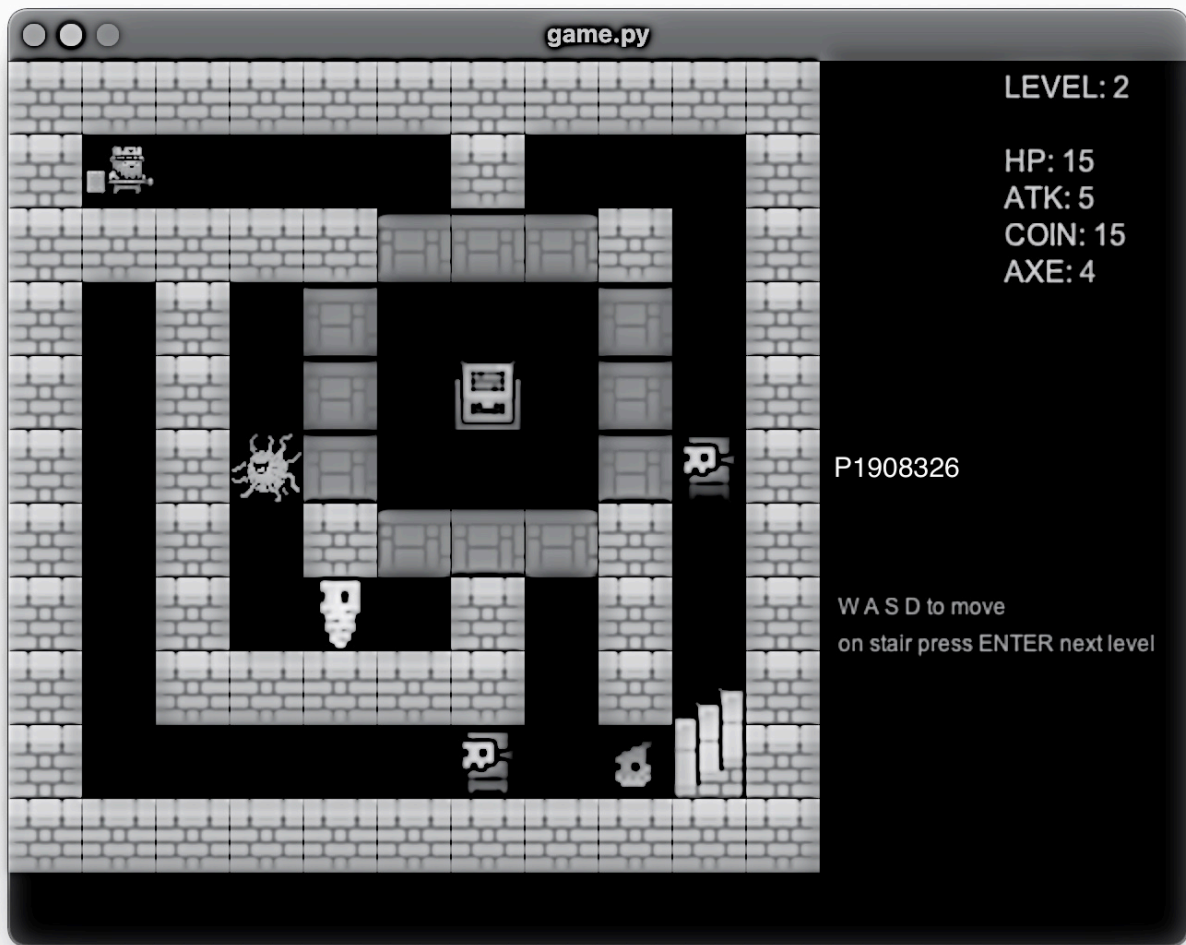 game.py
LEVEL: 2
HP: 15
ATK: 5
COIN: 15
AXE: 4
P1908326
W A S D to move
on stair press ENTER next level